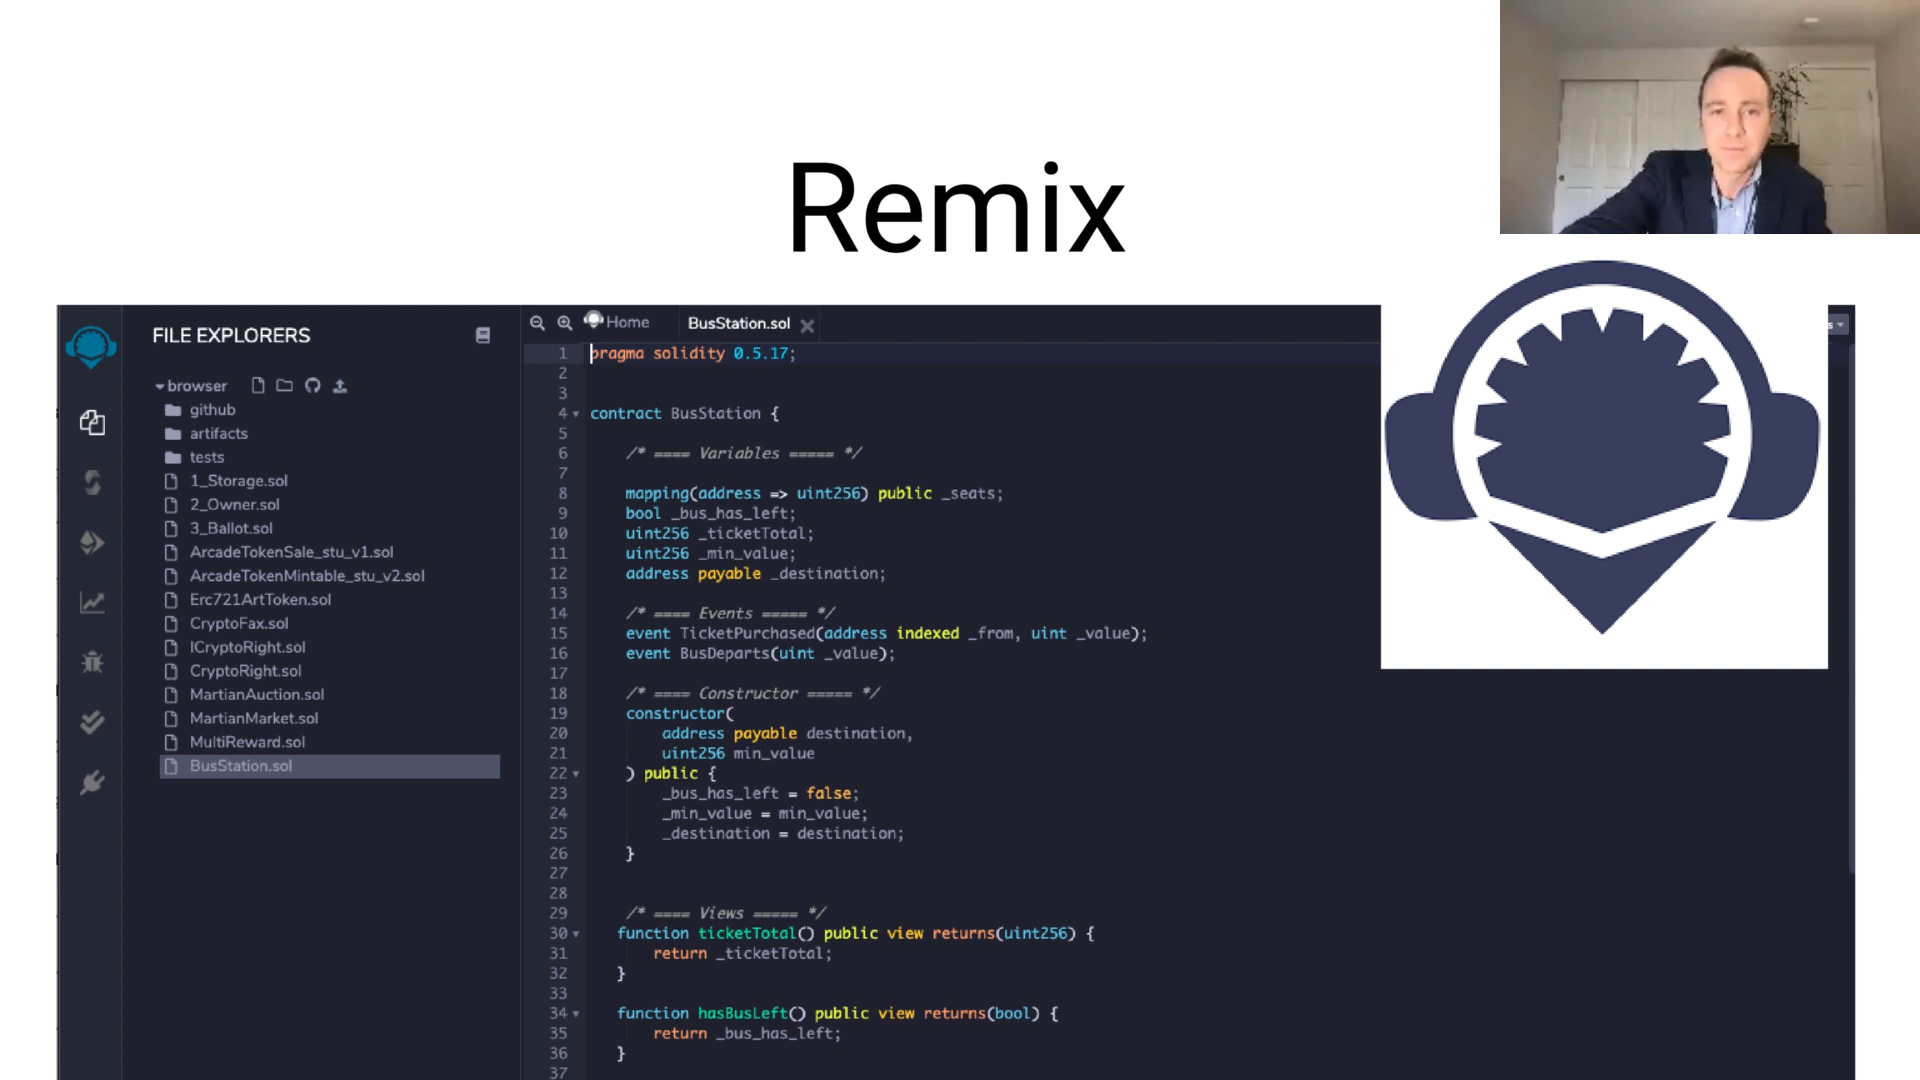 Remix
FILE EXPLORERS
browser
github
artifacts
tests
1_Storage.sol
2_Owner.sol
3_Ballot.sol
ArcadeTokenSale_stu_v1.sol
ArcadeTokenMintable_stu_v2.sol
Erc721ArtToken.sol
CryptoFax.sol
ICryptoRight.sol
CryptoRight.sol
MartianAuction.sol
MartianMarket.sol
MultiReward.sol
BusStation.sol
Home BusStation.sol
1 pragma solidity 0.5.17;
2
3
4 contract BusStation {
5
6 /* ==== Variables ===== */
7
8 mapping(address => uint256) public _seats;
9 bool _bus_has_left;
10 uint256 _ticketTotal;
11 uint256 _min_value;
12 address payable _destination;
13
14 /* ==== Events ===== */
15 event TicketPurchased(address indexed _from, uint _value);
16 event BusDeparts(uint _value);
17
18 /* ==== Constructor ===== */
19 constructor(
20 address payable destination,
21 uint256 min_value
22 ) public {
23 _bus_has_left = false;
24 _min_value = min_value;
25 _destination = destination;
26 }
27
28
29 /* ==== Views ===== */
30 function ticketTotal() public view returns(uint256) {
31 return _ticketTotal;
32 }
33
34 function hasBusLeft() public view returns(bool) {
35 return _bus_has_left;
36 }
37